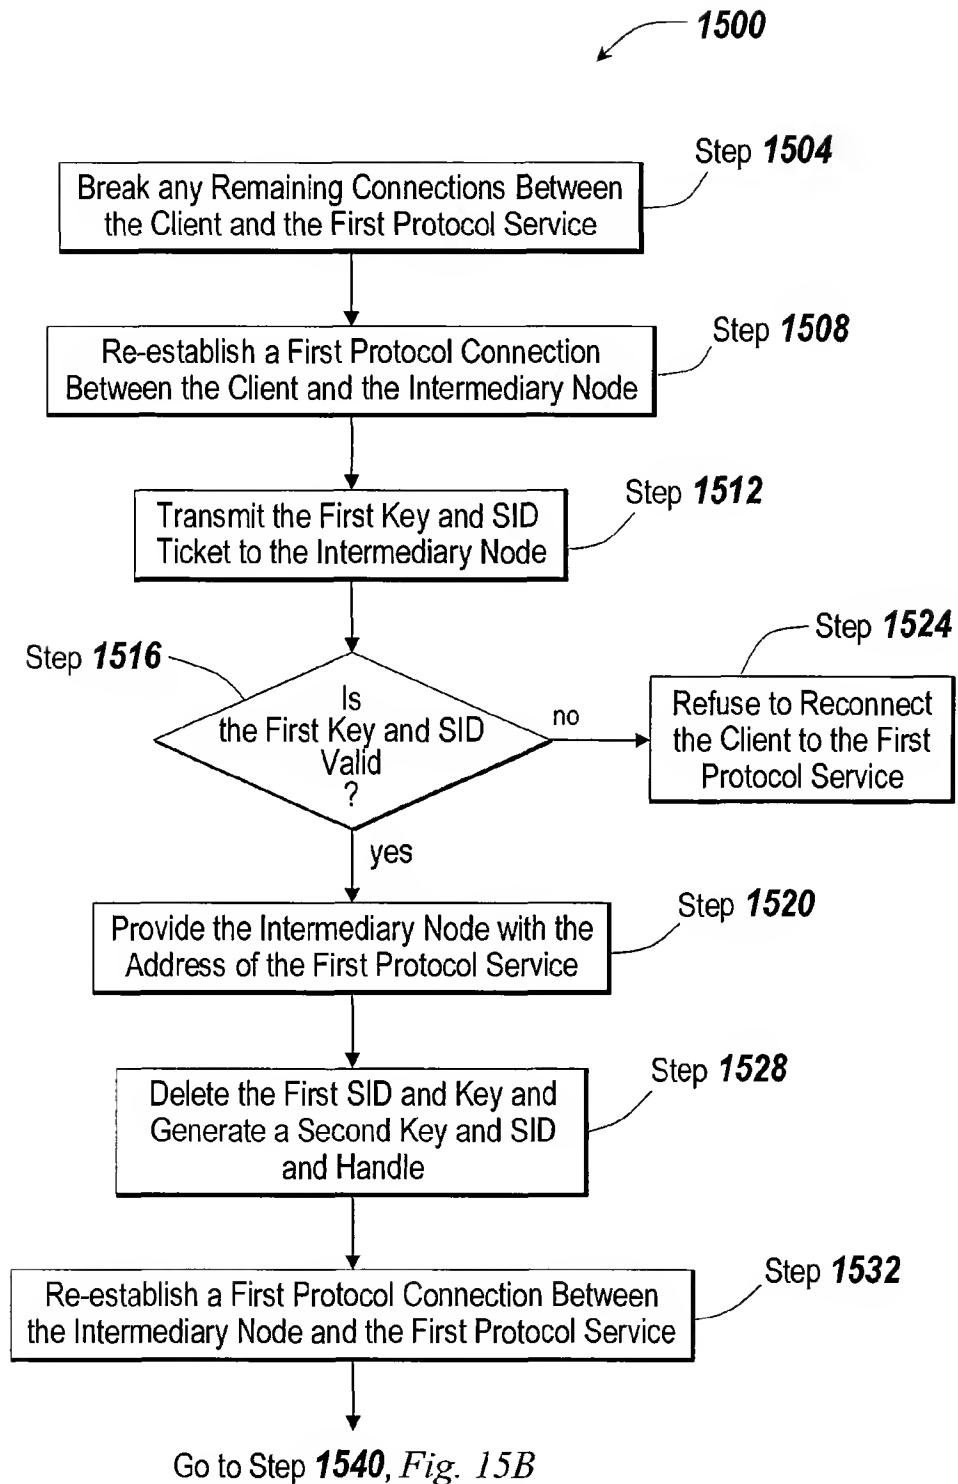 1500
Step 1504
Break any Remaining Connections Between
the Client and the First Protocol Service
Step 1508
Re-establish a First Protocol Connection
Between the Client and the Intermediary Node
Step 1512
Transmit the First Key and SID
Ticket to the Intermediary Node
Step 1516
Is
the First Key and SID
Valid
?
no
Step 1524
Refuse to Reconnect
the Client to the First
Protocol Service
yes
Step 1520
Provide the Intermediary Node with the
Address of the First Protocol Service
Step 1528
Delete the First SID and Key and
Generate a Second Key and SID
and Handle
Step 1532
Re-establish a First Protocol Connection Between
the Intermediary Node and the First Protocol Service
Go to Step 1540, Fig. 15B